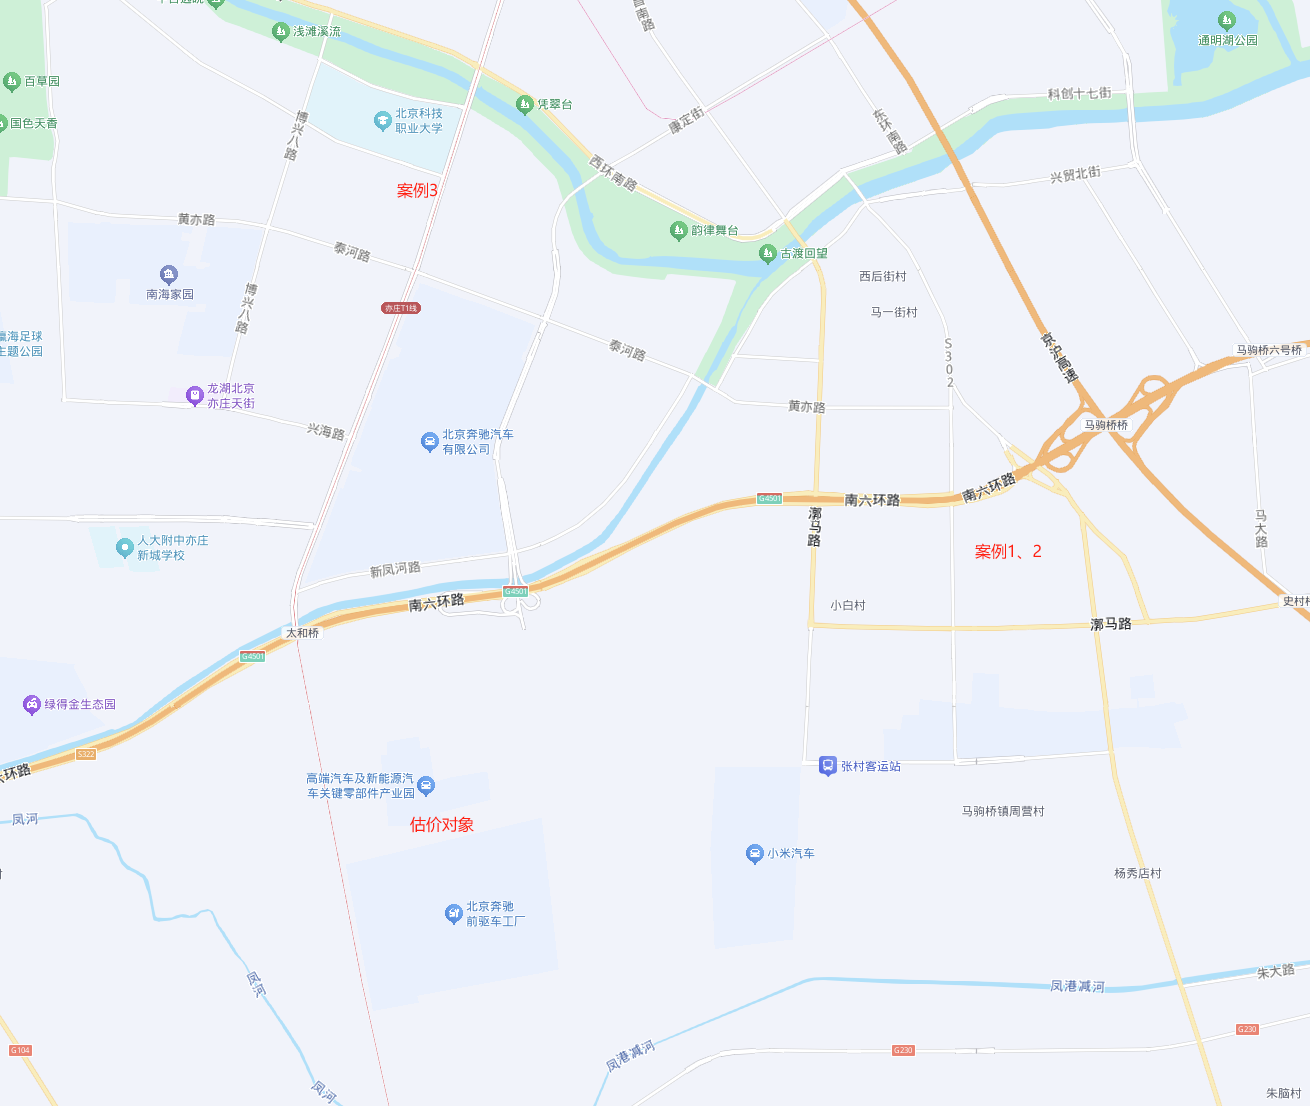 浅滩溪流
百草园
国色天香
北京科技
职业大学
凭翠台
康定街
东环南路
科创十七街
通明湖公园
博兴八路
西环南路
兴贸北街
案例3
黄亦路
泰河路
韵律舞台
古渡回望
西后街村
马一街村
南海家园
博兴八路
亦庄T1线
瀛海足球
主题公园
泰河路
S302
京沪高速
马驹桥六号桥
龙湖北京
亦庄天街
兴海路
黄亦路
马驹桥桥
北京奔驰汽车
有限公司
G4501
南六环路
南六环路
漷马路
马大路
人大附中亦庄
新城学校
新凤河路
案例1、2
G4501
南六环路
小白村
史村村
太和桥
漷马路
G4501
绿得金生态园
S322
六环路
高端汽车及新能源汽
车关键零部件产业园
张村客运站
凤河
估价对象
马驹桥镇周营村
小米汽车
杨秀店村
北京奔驰
前驱车工厂
凤河
凤港减河
朱大路
G104
凤港减河
G230
G230
凤河
朱脑村